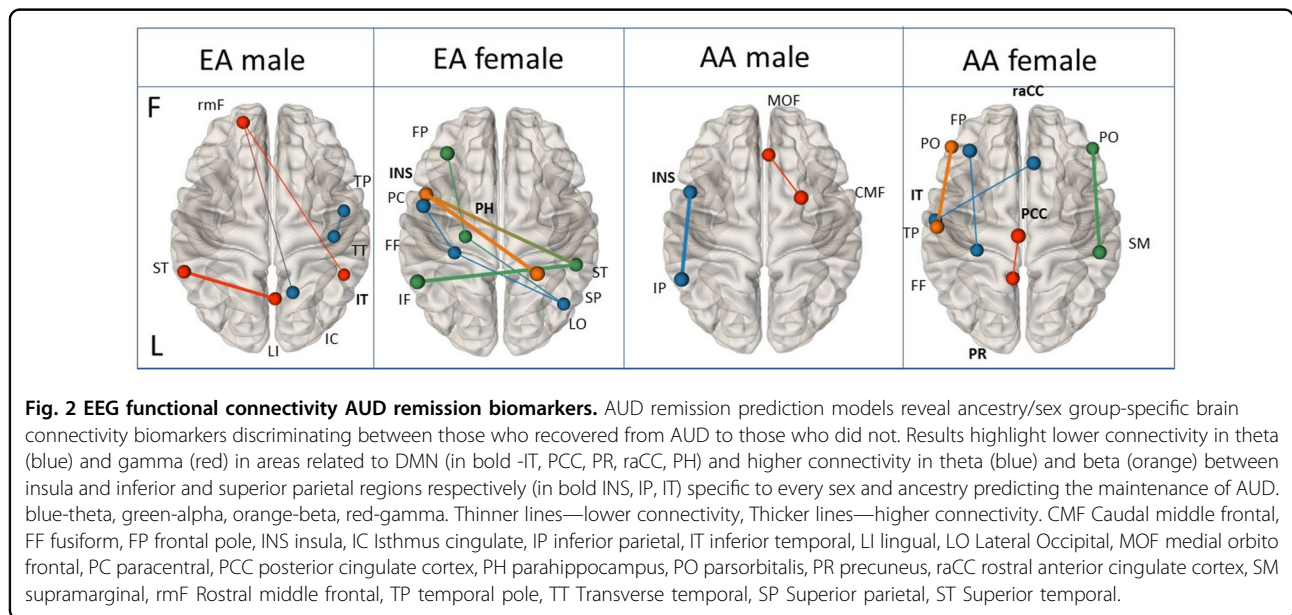 EA male EA female AA male AA female
F rmF TP TT ST IT IC LI L
FP INS PC PH FF IF ST SP LO
MOF INS CMF IP
raCC FP PO PO IT TP PCC SM FF PR
Fig. 2 EEG functional connectivity AUD remission biomarkers. AUD remission prediction models reveal ancestry/sex group-specific brain
connectivity biomarkers discriminating between those who recovered from AUD to those who did not. Results highlight lower connectivity in theta
(blue) and gamma (red) in areas related to DMN (in bold -IT, PCC, PR, raCC, PH) and higher connectivity in theta (blue) and beta (orange) between
insula and inferior and superior parietal regions respectively (in bold INS, IP, IT) specific to every sex and ancestry predicting the maintenance of AUD.
blue-theta, green-alpha, orange-beta, red-gamma. Thinner lines—lower connectivity, Thicker lines—higher connectivity. CMF Caudal middle frontal,
FF fusiform, FP frontal pole, INS insula, IC Isthmus cingulate, IP inferior parietal, IT inferior temporal, LI lingual, LO Lateral Occipital, MOF medial orbito
frontal, PC paracentral, PCC posterior cingulate cortex, PH parahippocampus, PO parsorbitalis, PR precuneus, raCC rostral anterior cingulate cortex, SM
supramarginal, rmF Rostral middle frontal, TP temporal pole, TT Transverse temporal, SP Superior parietal, ST Superior temporal.